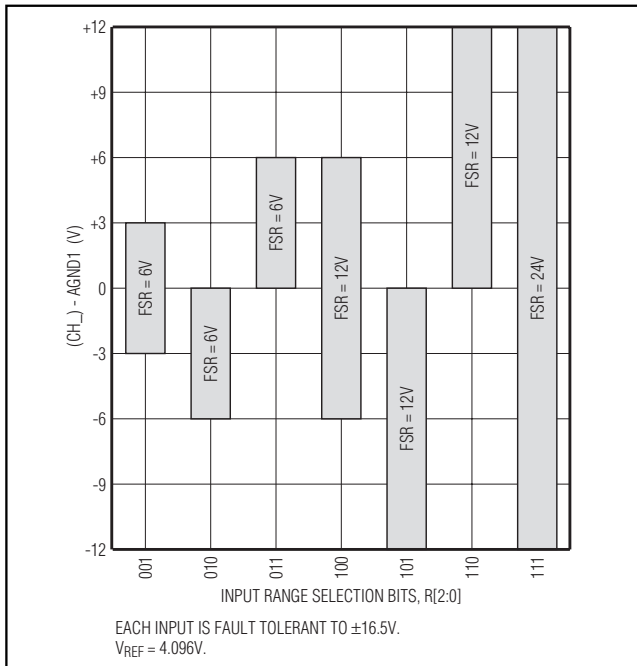 +12
+9
+6
+3
0
-3
-6
-9
-12
(CH_) - AGND1 (V)
FSR = 6V
FSR = 6V
FSR = 6V
FSR = 12V
FSR = 12V
FSR = 12V
FSR = 24V
001
010
011
100
101
110
111
INPUT RANGE SELECTION BITS, R[2:0]
EACH INPUT IS FAULT TOLERANT TO ±16.5V.
VREF = 4.096V.